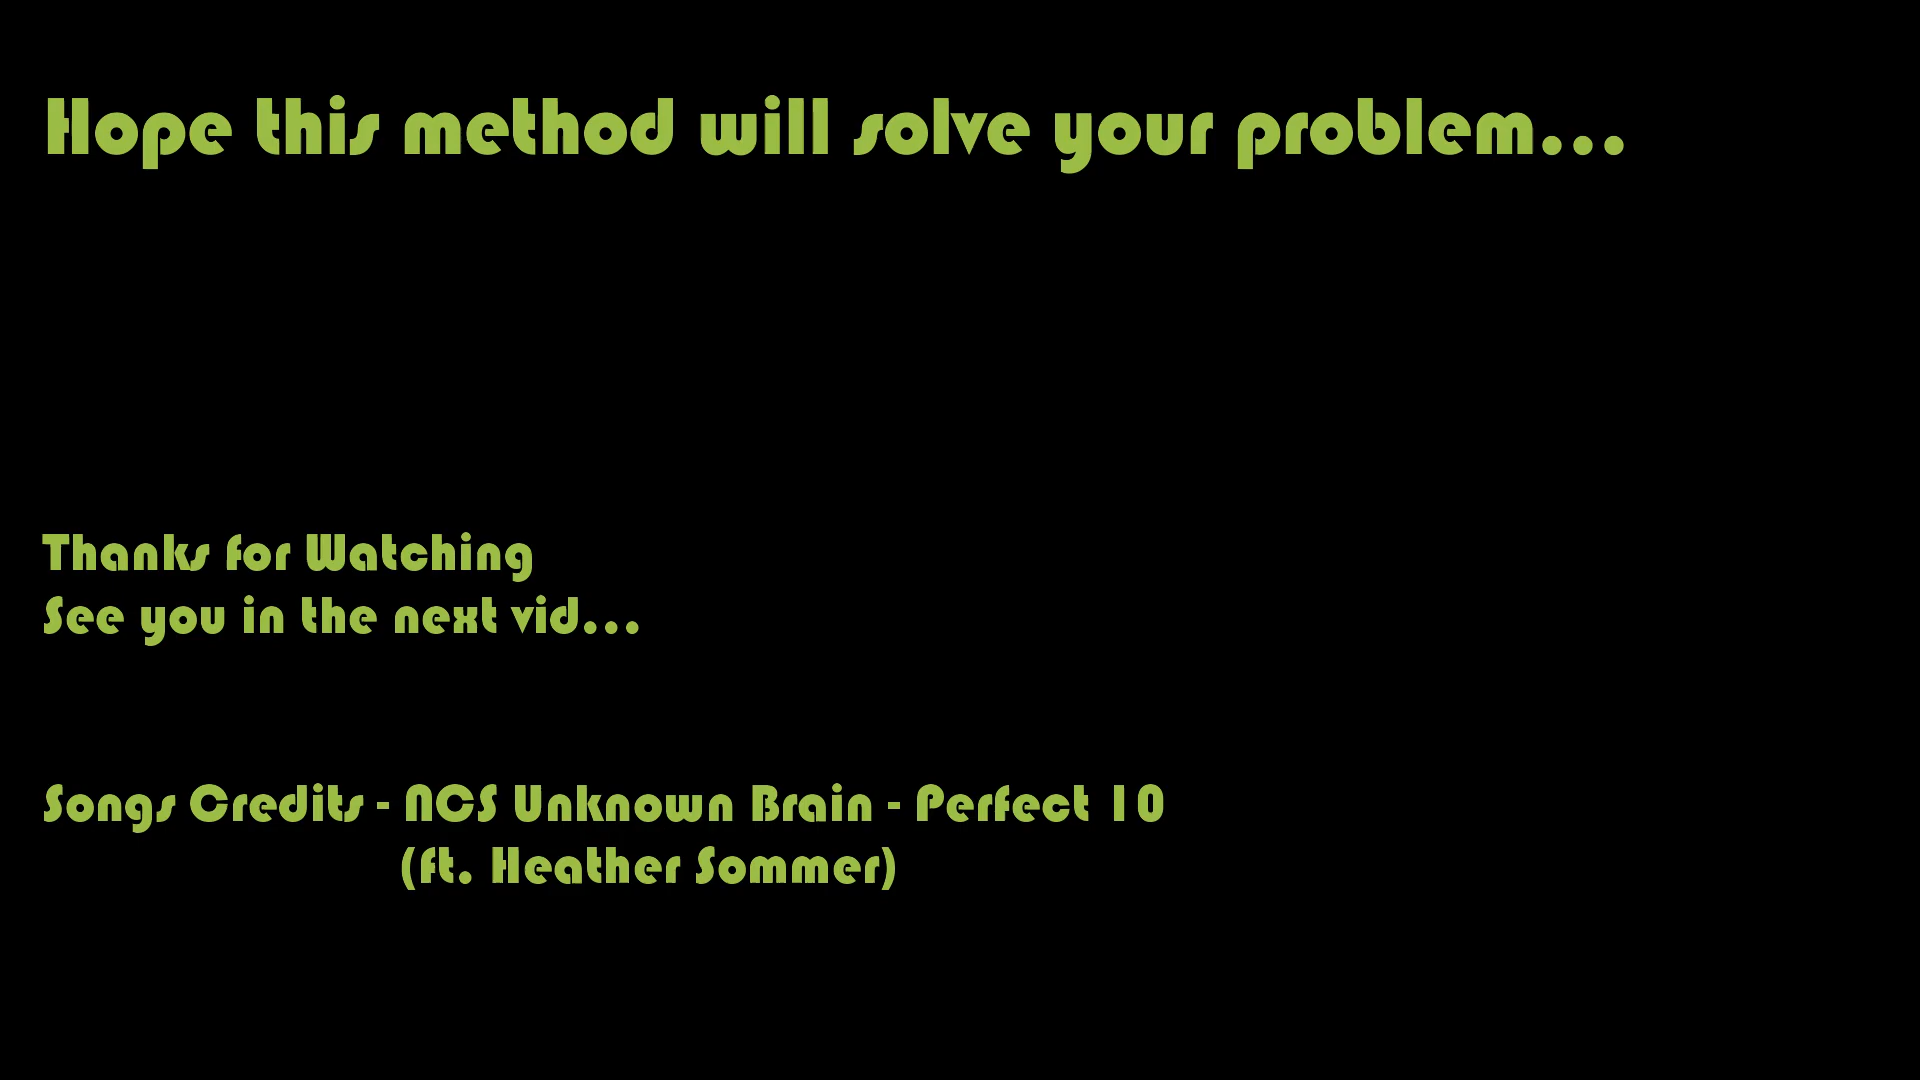 Hope this method will solve your problem...
Thanks for Watching
See you in the next vid...
Songs Credits - NCS Unknown Brain - Perfect 10
(ft. Heather Sommer)